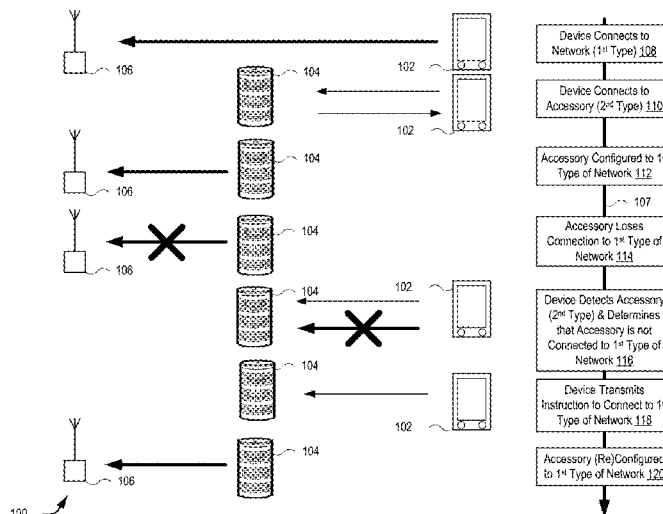 106
102
Device Connects to
Network (1st Type) 108
104
102
Device Connects to
Accessory (2nd Type) 110
106
104
Accessory Configured to 1st
Type of Network 112
107
106
104
Accessory Loses
Connection to 1st Type of
Network 114
104
102
Device Detects Accessory
(2nd Type) & Determines
that Accessory is not
Connected to 1st Type of
Network 116
104
102
Device Transmits
Instruction to Connect to 1st
Type of Network 118
106
104
Accessory (Re)Configured
to 1st Type of Network 120
100